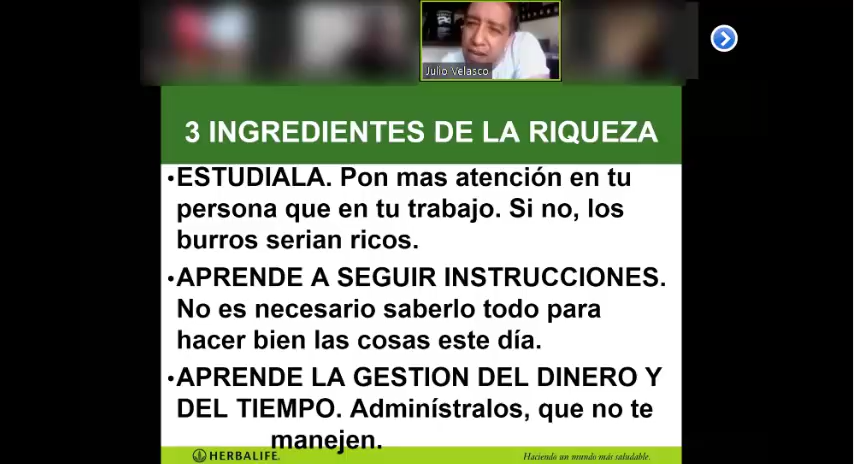 Julio Velasco
3 INGREDIENTES DE LA RIQUEZA
•ESTUDIALA. Pon mas atención en tu
persona que en tu trabajo. Si no, los
burros serian ricos.
•APRENDE A SEGUIR INSTRUCCIONES.
No es necesario saberlo todo para
hacer bien las cosas este día.
•APRENDE LA GESTION DEL DINERO Y
DEL TIEMPO. Adminístralos, que no te
manejen.
HERBALIFE.
Haciendo un mundo más saludable.